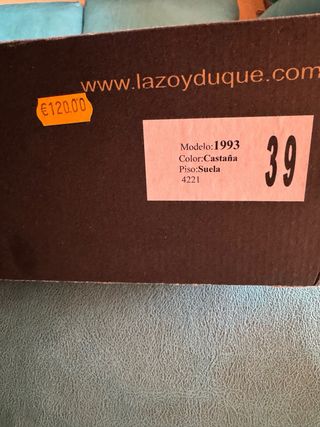 www.lazoyduque.com
€120.00
Modelo:1993
Color:Castaña
Piso:Suela
4221
39